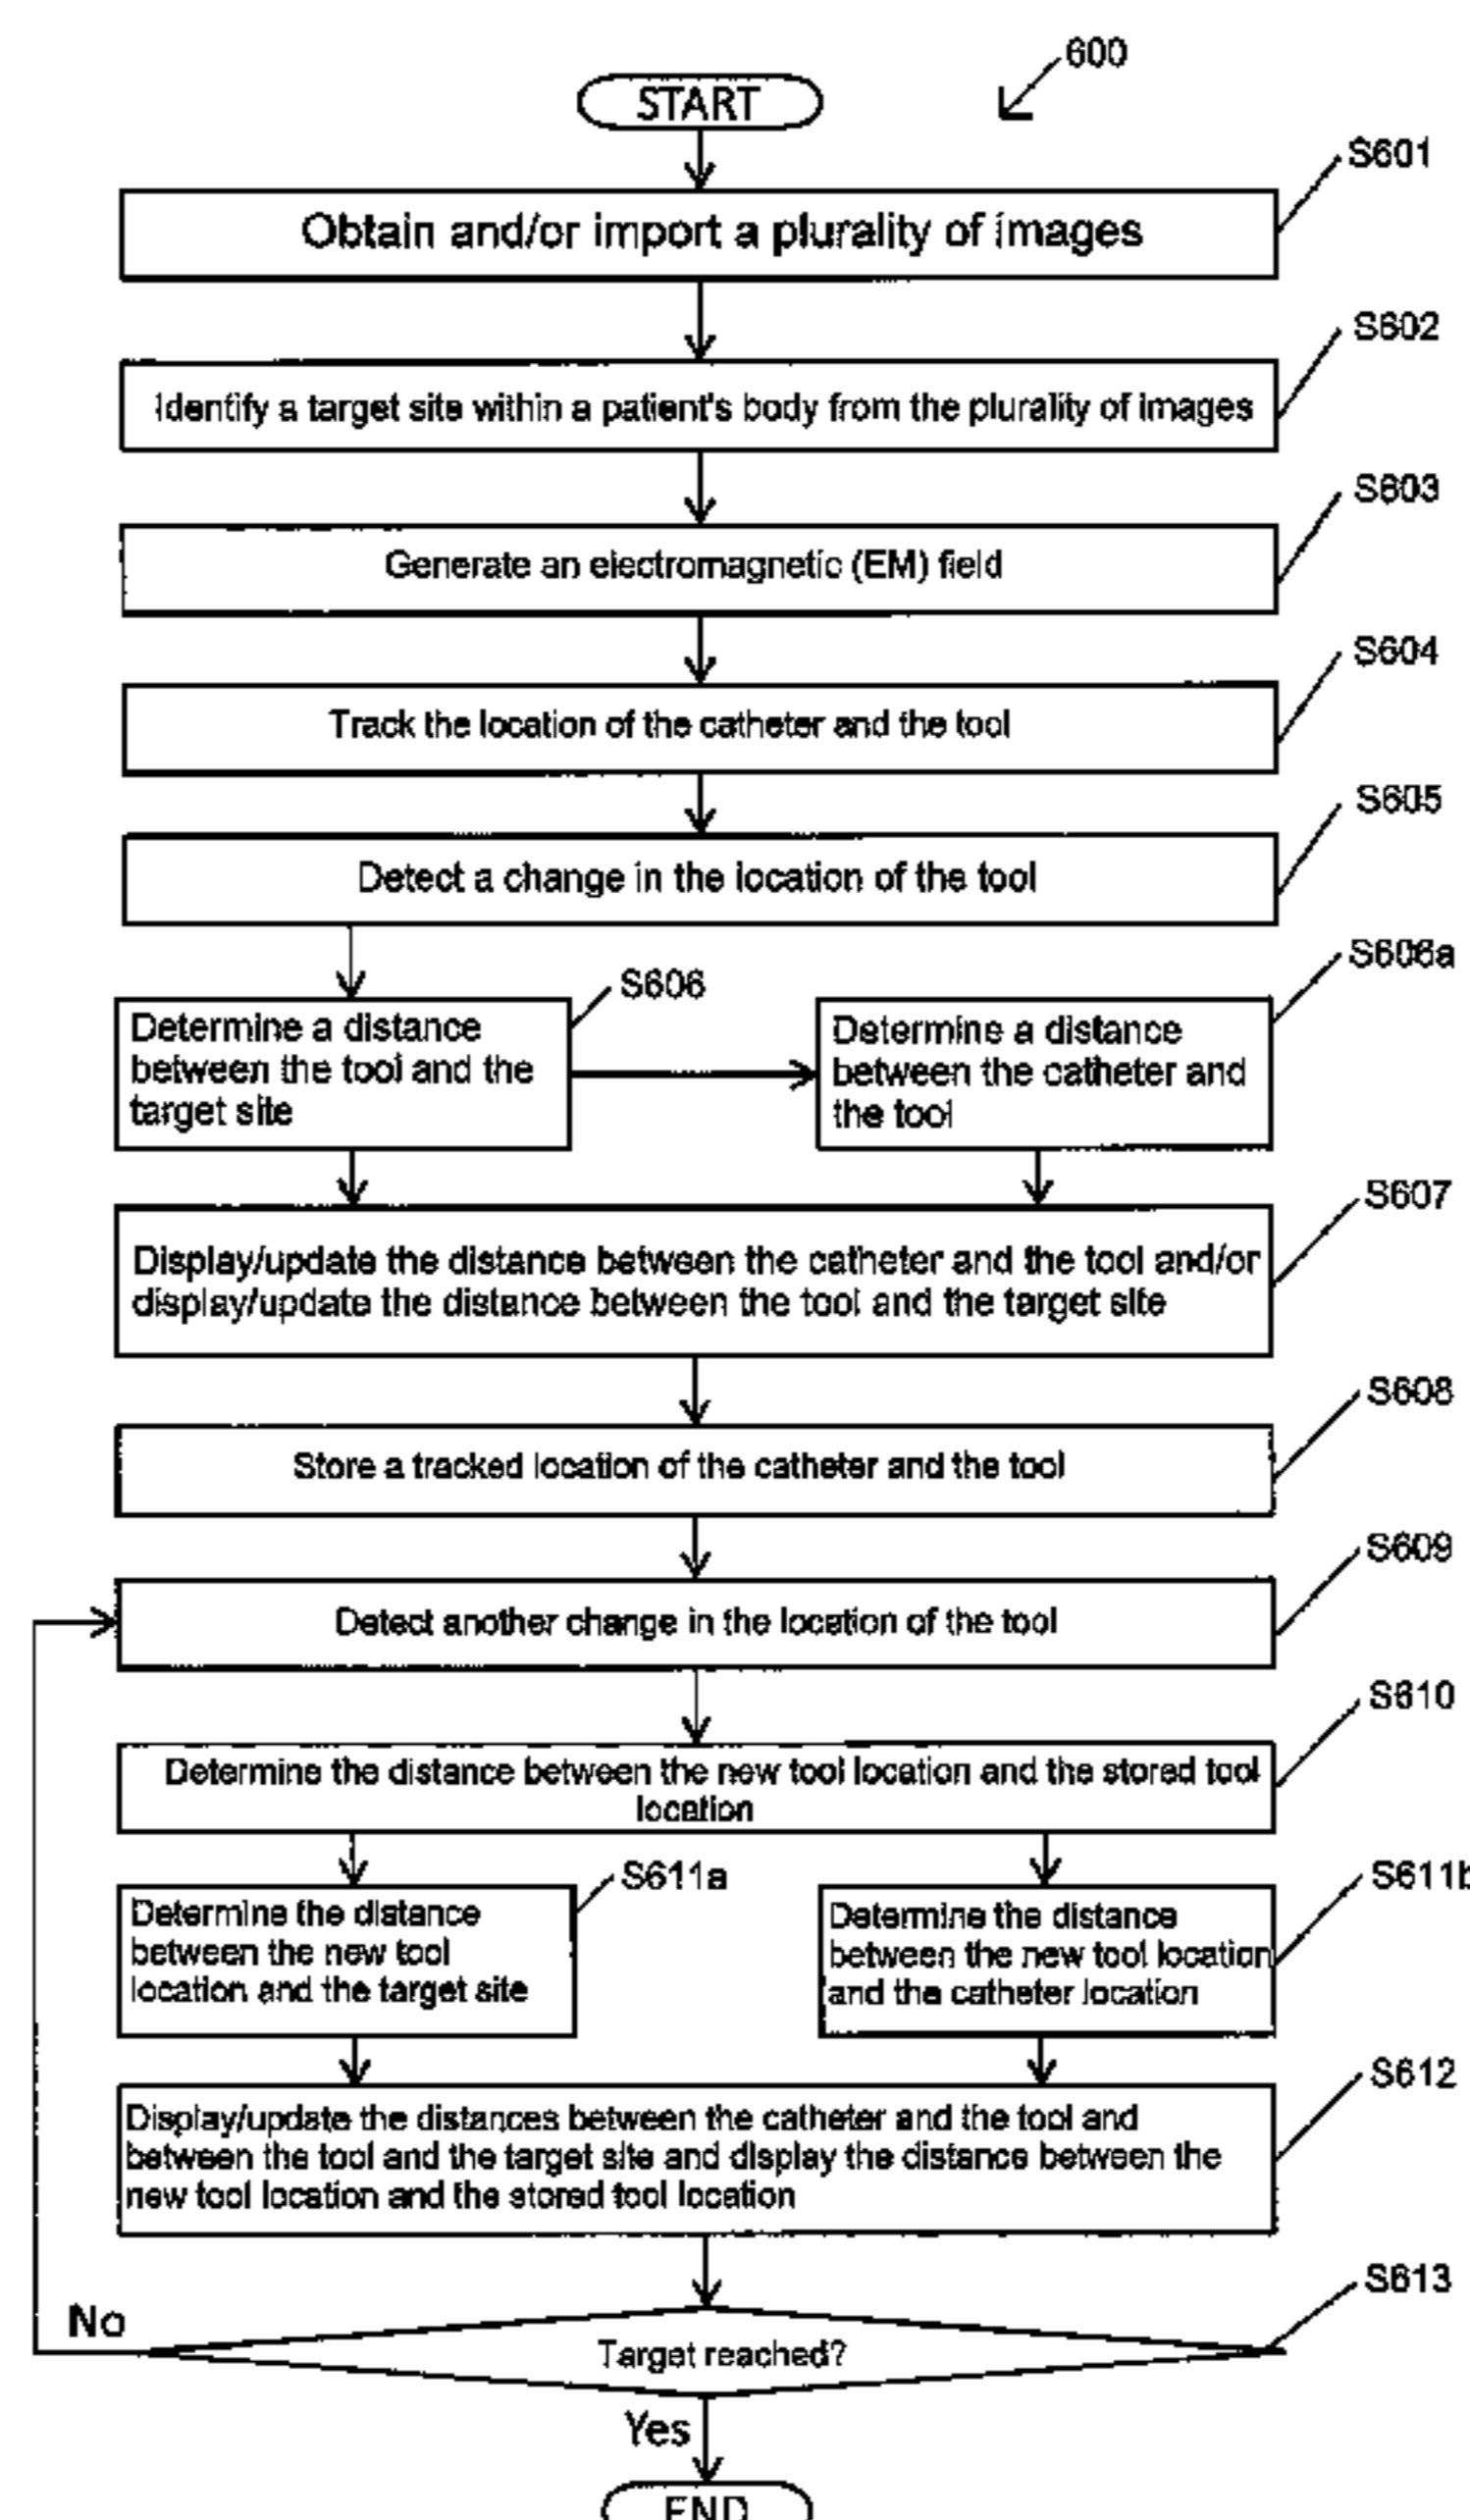 600
START
S601
Obtain and/or import a plurality of images
S602
Identify a target site within a patient's body from the plurality of images
S603
Generate an electromagnetic (EM) field
S604
Track the location of the catheter and the tool
S605
Detect a change in the location of the tool
S606
Determine a distance
between the tool and the
target site
S606a
Determine a distance
between the catheter and
the tool
S607
Display/update the distance between the catheter and the tool and/or
display/update the distance between the tool and the target site
S608
Store a tracked location of the catheter and the tool
S609
Detect another change in the location of the tool
S610
Determine the distance between the new tool location and the stored tool
location
S611a
Determine the distance
between the new tool
location and the target site
S611b
Determine the distance
between the new tool location
and the catheter location
S612
Display/update the distances between the catheter and the tool and
between the tool and the target site and display the distance between the
new tool location and the stored tool location
S613
No
Target reached?
Yes
END